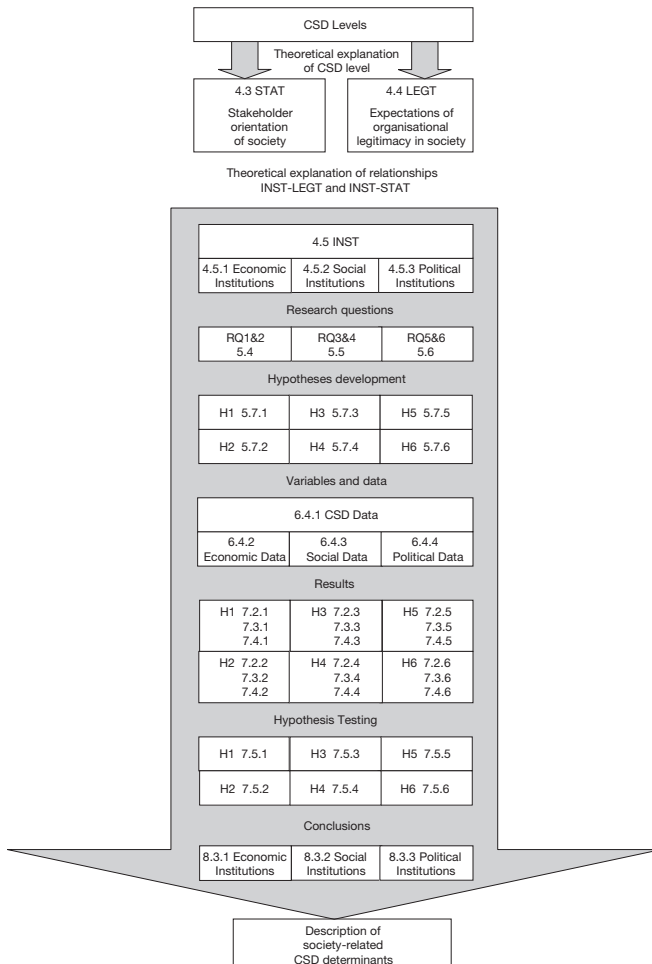 CSD Levels
Theoretical explanation
of CSD level
4.3 STAT
Stakeholder
orientation
of society
4.4 LEGT
Expectations of
organisational
legitimacy in society
Theoretical explanation of relationships
INST-LEGT and INST-STAT
4.5 INST
4.5.1 Economic
Institutions
4.5.2 Social
Institutions
4.5.3 Political
Institutions
Research questions
RQ1&2
5.4
RQ3&4
5.5
RQ5&6
5.6
Hypotheses development
H1 5.7.1
H3 5.7.3
H5 5.7.5
H2 5.7.2
H4 5.7.4
H6 5.7.6
Variables and data
6.4.1 CSD Data
6.4.2
Economic Data
6.4.3
Social Data
6.4.4
Political Data
Results
H1 7.2.1
7.3.1
7.4.1
H3 7.2.3
7.3.3
7.4.3
H5 7.2.5
7.3.5
7.4.5
H2 7.2.2
7.3.2
7.4.2
H4 7.2.4
7.3.4
7.4.4
H6 7.2.6
7.3.6
7.4.6
Hypothesis Testing
H1 7.5.1
H3 7.5.3
H5 7.5.5
H2 7.5.2
H4 7.5.4
H6 7.5.6
Conclusions
8.3.1 Economic
Institutions
8.3.2 Social
Institutions
8.3.3 Political
Institutions
Description of
society-related
CSD determinants